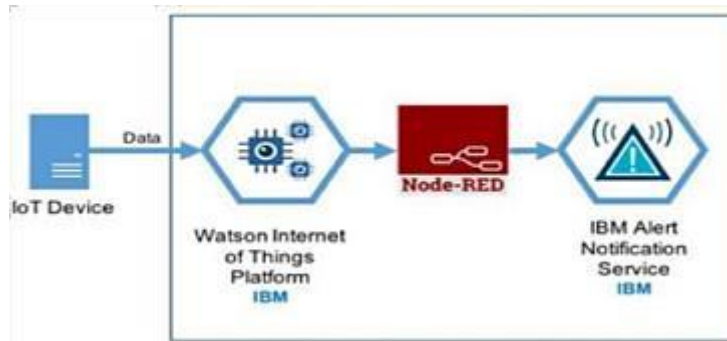 Data
IoT Device
Watson Internet
of Things
Platform
IBM
Node-RED
IBM Alert
Notification
Service
IBM